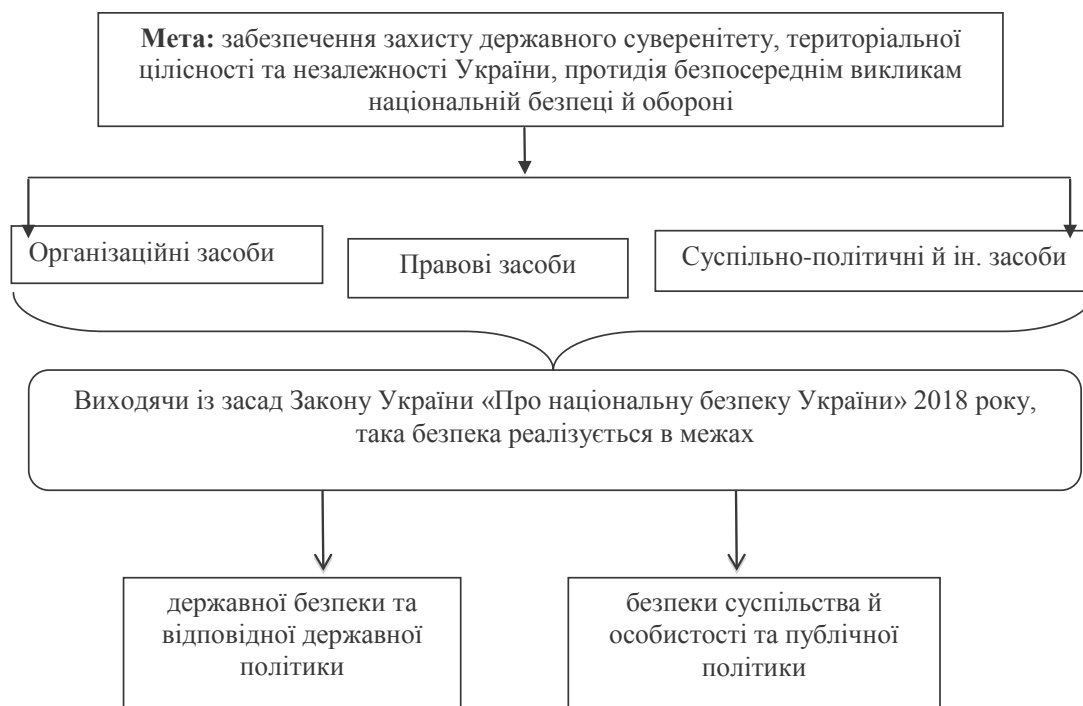 Мета: забезпечення захисту державного суверенітету, територіальної
цілісності та незалежності України, протидія безпосереднім викликам
національній безпеці й обороні
Організаційні засоби
Правові засоби
Суспільно-політичні й ін. засоби
Виходячи із засад Закону України «Про національну безпеку України» 2018 року,
така безпека реалізується в межах
державної безпеки та
відповідної державної
політики
безпеки суспільства й
особистості та публічної
політики